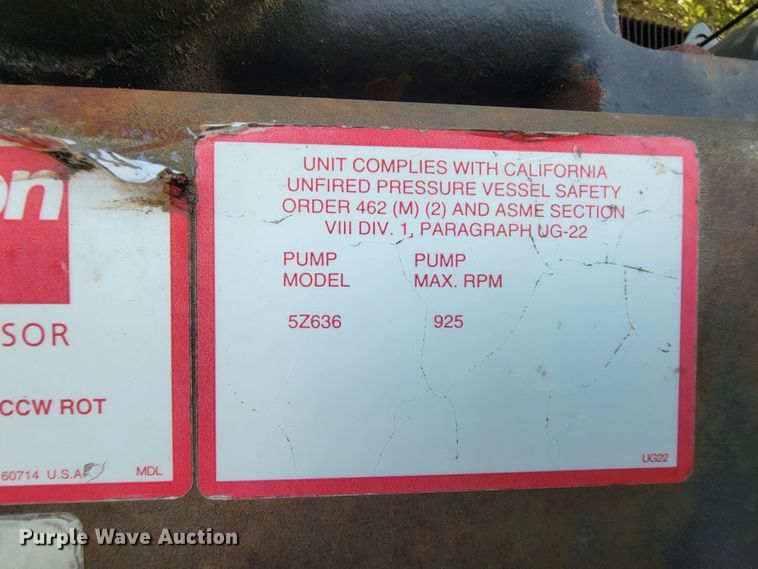 on
SOR
CCW ROT
60714 U.S.A.
MDL
UNIT COMPLIES WITH CALIFORNIA
UNFIRED PRESSURE VESSEL SAFETY
ORDER 462 (M) (2) AND ASME SECTION
VIII DIV. 1, PARAGRAPH UG-22
PUMP PUMP
MODEL MAX. RPM
5Z636 925
UG22
Purple Wave Auction